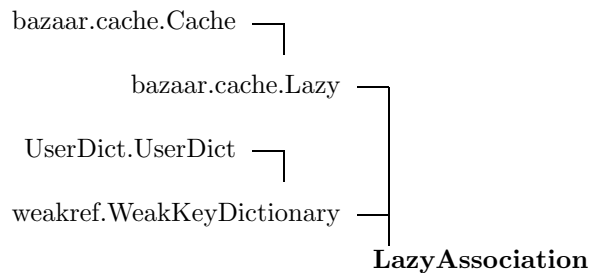 bazaar.cache.Cache
bazaar.cache.Lazy
UserDict.UserDict
weakref.WeakKeyDictionary
LazyAssociation